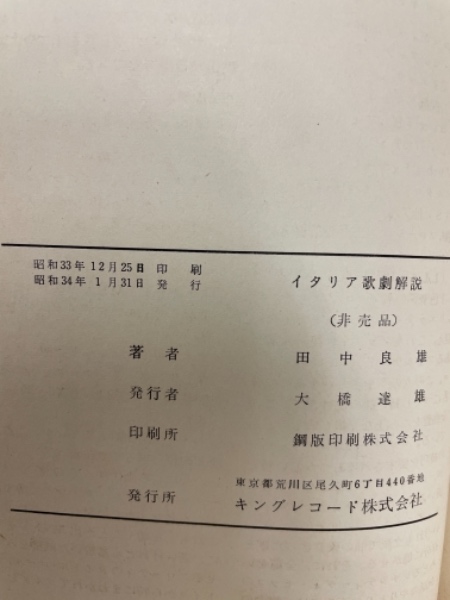 昭和33年12月25日 印刷
昭和34年 1月31日 発行
イタリア歌劇解説
(非売品)
著者 田中良雄
発行者 大橋達雄
印刷所 鋼版印刷株式会社
東京都荒川区尾久町6丁目440番地
発行所 キングレコード株式会社